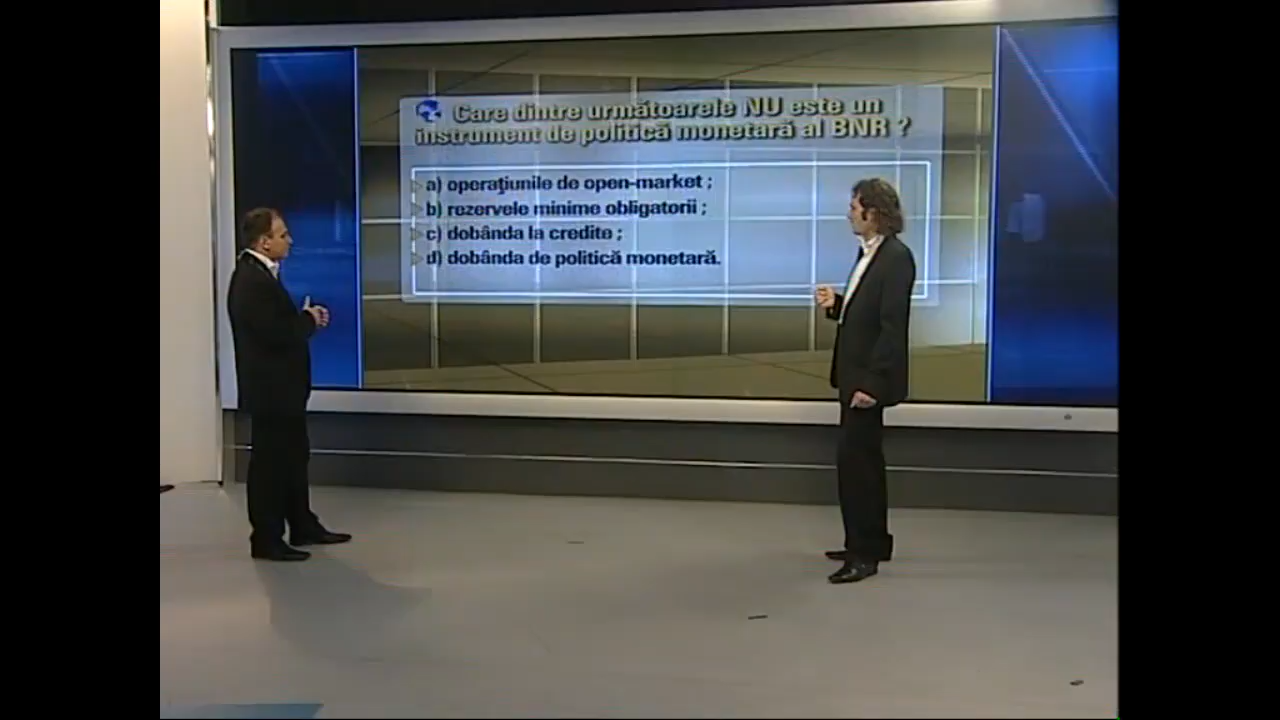 Care dintre următoarele NU este un
instrument de politică monetară al BNR ?
a) operaţiunile de open-market ;
b) rezervele minime obligatorii ;
c) dobânda la credite ;
d) dobânda de politică monetară.